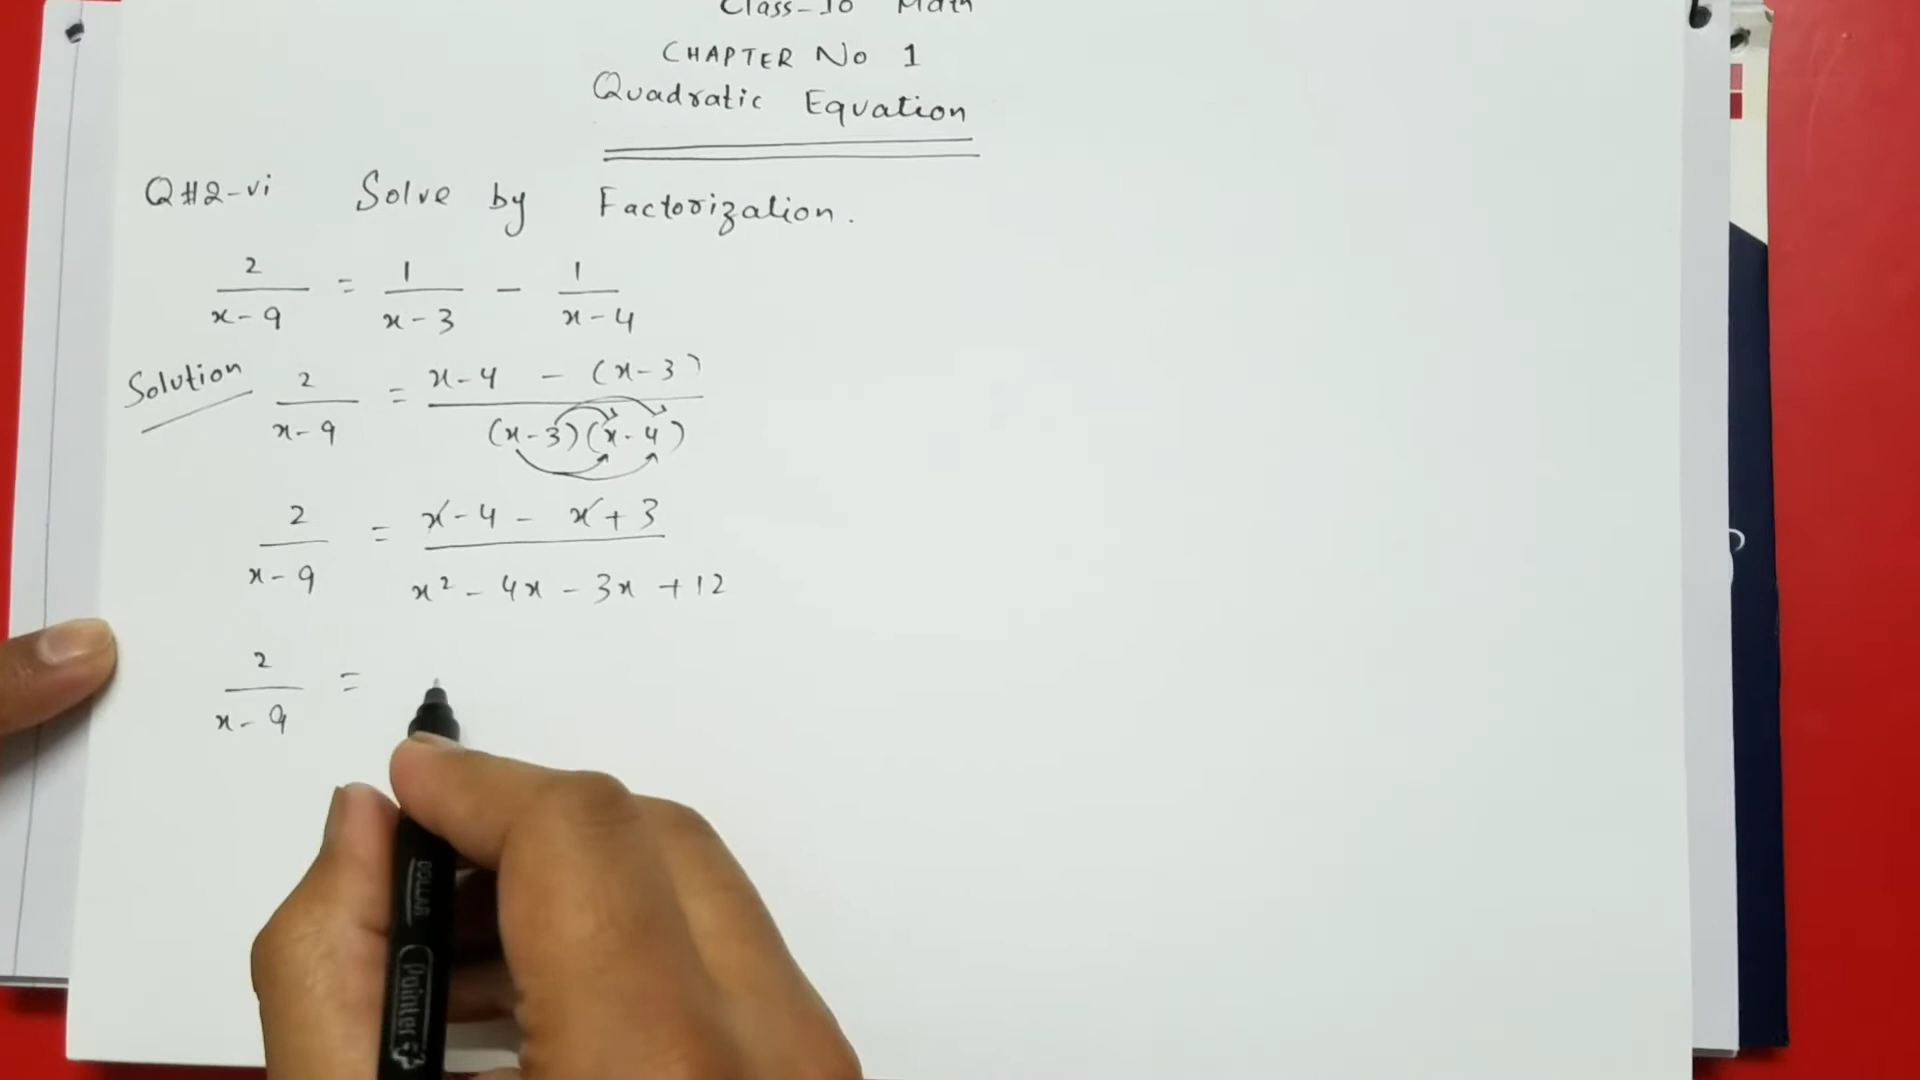 Class-10 Math
CHAPTER No 1
Quadratic Equation
Q#2-vi Solve by Factorization.
2/(x-9) = 1/(x-3) - 1/(x-4)
Solution 2/(x-9) = (x-4 - (x-3))/((x-3)(x-4))
2/(x-9) = (x-4 - x+3)/(x² - 4x - 3x + 12)
2/(x-9) =
DOLLAR
Pointer